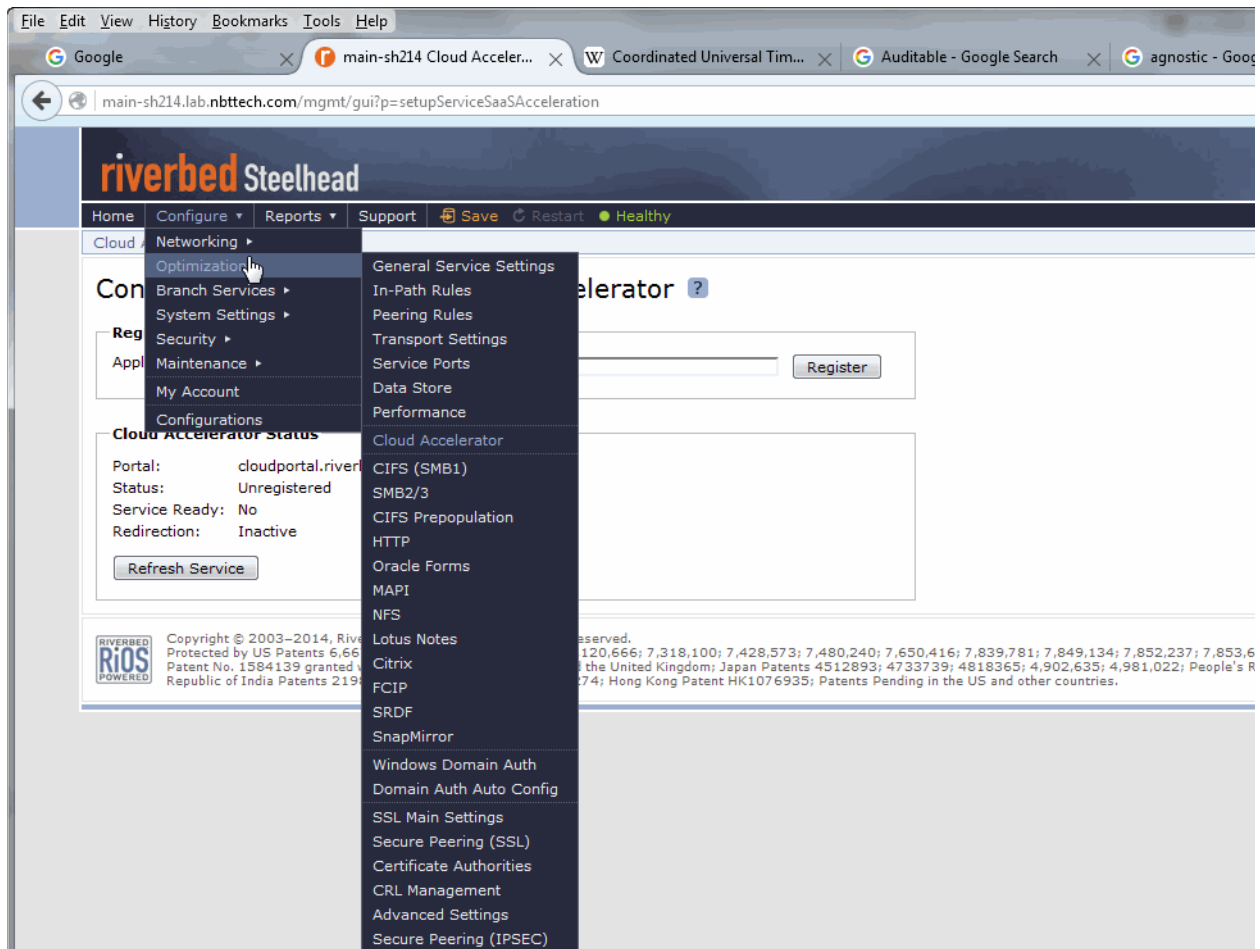 File Edit View History Bookmarks Tools Help
Google
main-sh214 Cloud Acceler...
Coordinated Universal Tim...
Auditable - Google Search
agnostic - Goog
main-sh214.lab.nbttech.com/mgmt/gui?p=setupServiceSaaSAcceleration
riverbed Steelhead
Home Configure Reports Support Save Restart Healthy
Cloud
Networking
Optimization
Branch Services
System Settings
Security
Maintenance
My Account
Configurations
General Service Settings
In-Path Rules
Peering Rules
Transport Settings
Service Ports
Data Store
Performance
Cloud Accelerator
CIFS (SMB1)
SMB2/3
CIFS Prepopulation
HTTP
Oracle Forms
MAPI
NFS
Lotus Notes
Citrix
FCIP
SRDF
SnapMirror
Windows Domain Auth
Domain Auth Auto Config
SSL Main Settings
Secure Peering (SSL)
Certificate Authorities
CRL Management
Advanced Settings
Secure Peering (IPSEC)
Con elerator ?
Reg
Appl Register
Cloud Accelerator Status
Portal: cloudportal.riverl
Status: Unregistered
Service Ready: No
Redirection: Inactive
Refresh Service
RIVERBED RiOS POWERED
Copyright © 2003–2014, Rive eserved.
Protected by US Patents 6,66 120,666; 7,318,100; 7,428,573; 7,480,240; 7,650,416; 7,839,781; 7,849,134; 7,852,237; 7,853,6
Patent No. 1584139 granted the United Kingdom; Japan Patents 4512893; 4733739; 4818365; 4,902,635; 4,981,022; People's R
Republic of India Patents 219 274; Hong Kong Patent HK1076935; Patents Pending in the US and other countries.